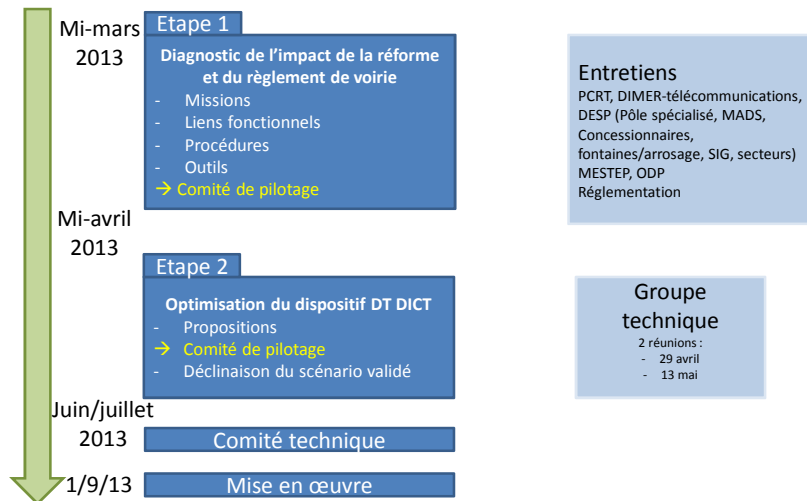 Mi-mars
2013
Etape 1
Diagnostic de l'impact de la réforme
et du règlement de voirie
- Missions
- Liens fonctionnels
- Procédures
- Outils
→ Comité de pilotage
Entretiens
PCRT, DIMER-télécommunications,
DESP (Pôle spécialisé, MADS,
Concessionnaires,
fontaines/arrosage, SIG, secteurs)
MESTEP, ODP
Réglementation
Mi-avril
2013
Etape 2
Optimisation du dispositif DT DICT
- Propositions
→ Comité de pilotage
- Déclinaison du scénario validé
Groupe
technique
2 réunions :
- 29 avril
- 13 mai
Juin/juillet
2013
Comité technique
1/9/13
Mise en œuvre